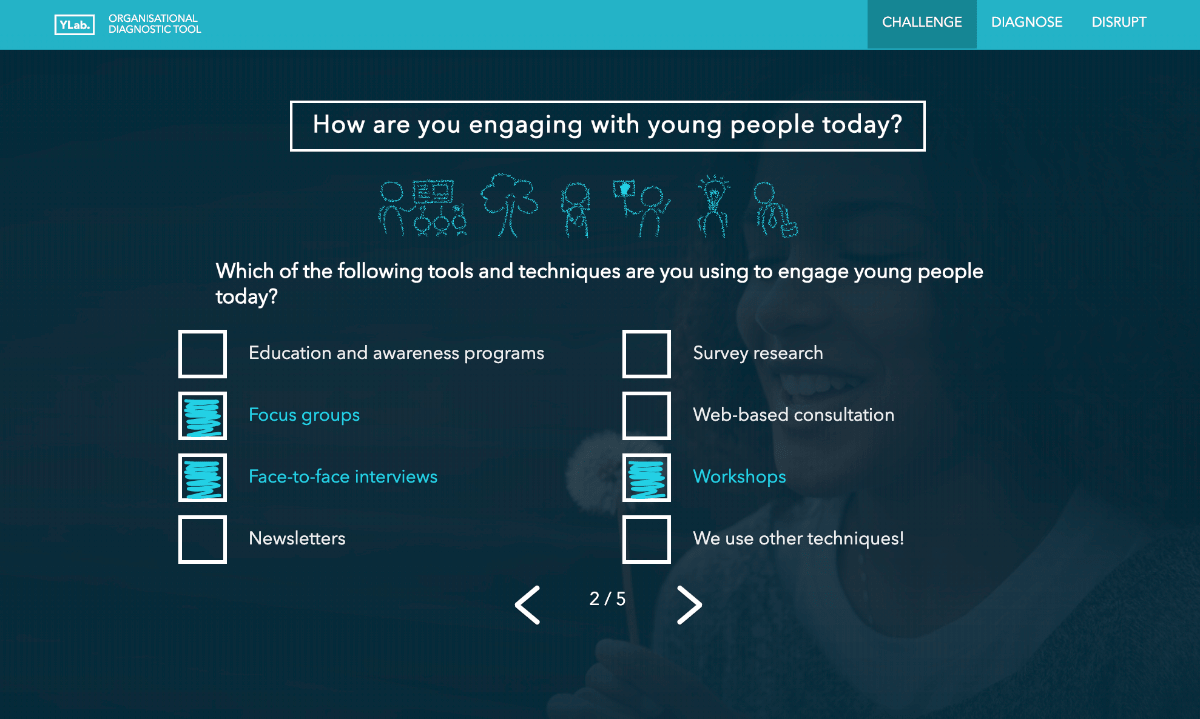 YLab.
ORGANISATIONAL
DIAGNOSTIC TOOL
CHALLENGE
DIAGNOSE
DISRUPT
How are you engaging with young people today?
Which of the following tools and techniques are you using to engage young people
today?
Education and awareness programs
Survey research
Focus groups
Web-based consultation
Face-to-face interviews
Workshops
Newsletters
We use other techniques!
2 / 5